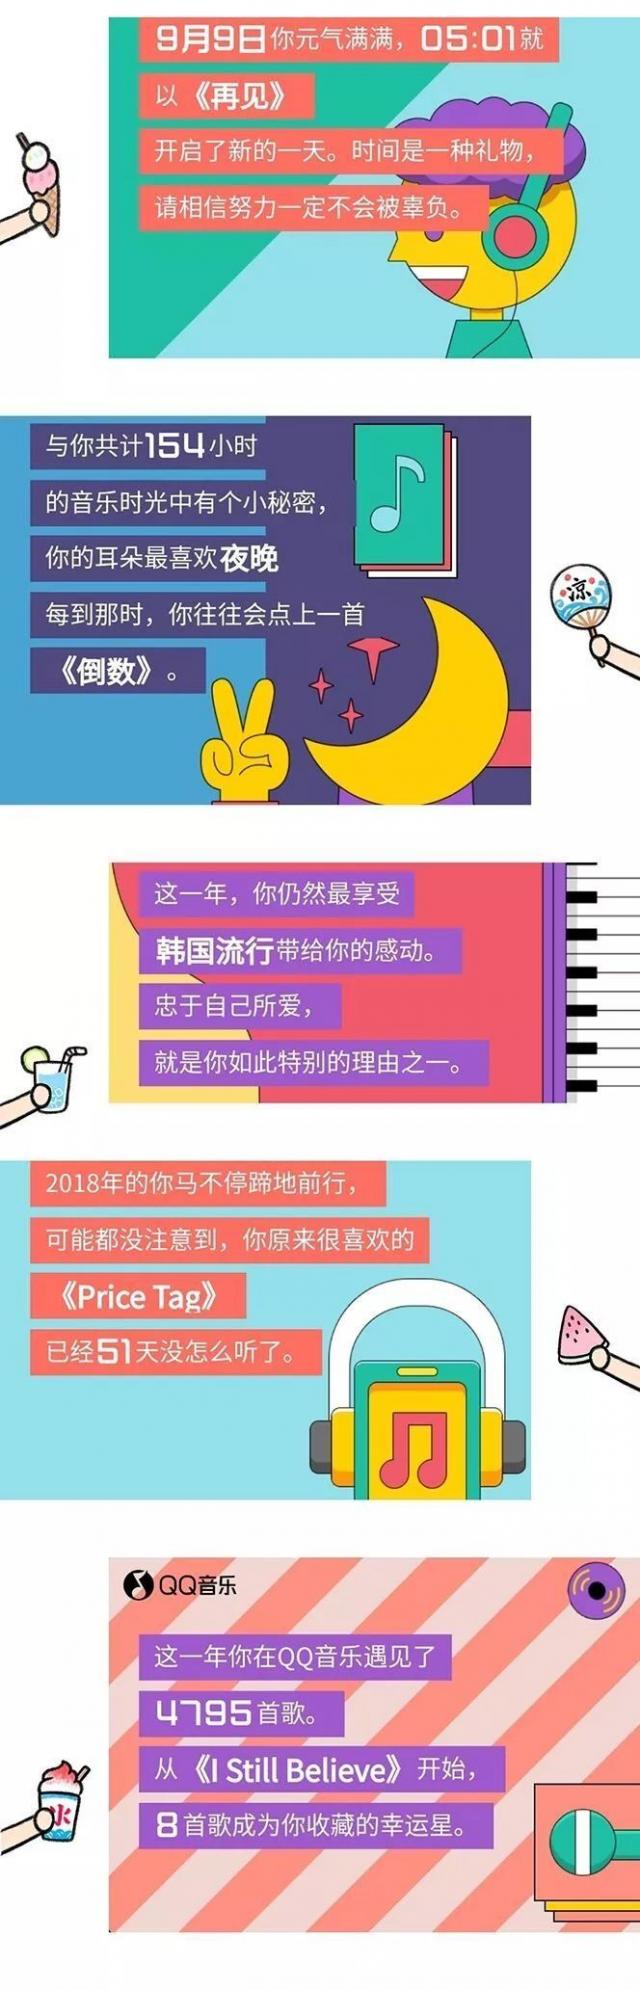 9月9日你元气满满，05:01就
以《再见》
开启了新的一天。时间是一种礼物，
请相信努力一定不会被辜负。
与你共计154小时
的音乐时光中有个小秘密，
你的耳朵最喜欢夜晚
凉
每到那时，你往往会点上一首
《倒数》。
这一年，你仍然最享受
韩国流行带给你的感动。
忠于自己所爱，
就是你如此特别的理由之一。
2018年的你马不停蹄地前行，
可能都没注意到，你原来很喜欢的
《Price Tag》
已经51天没怎么听了。
QQ音乐
这一年你在QQ音乐遇见了
4795首歌。
从《I Still Believe》开始，
氷
8首歌成为你收藏的幸运星。